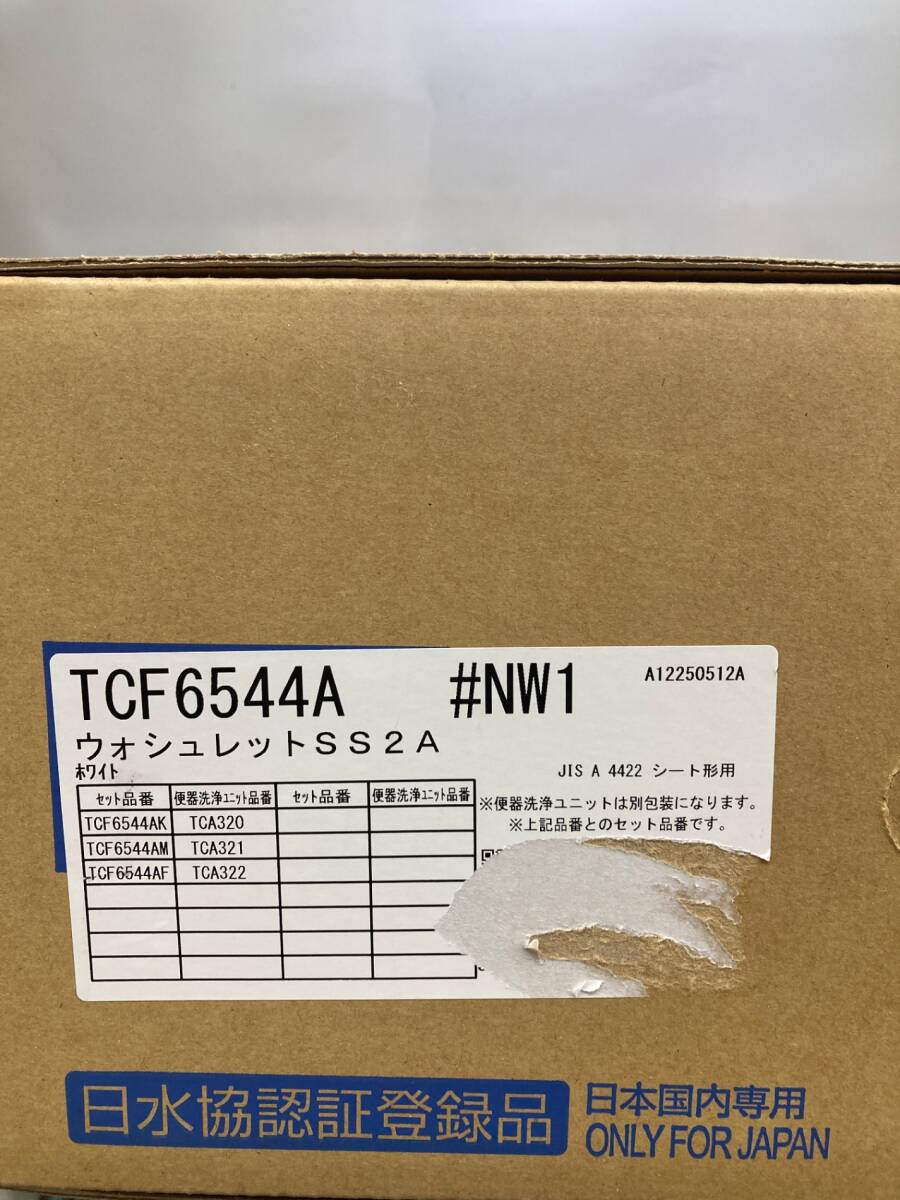 TCF6544A #NW1 A12250512A
ウォシュレットSS2A
ホワイト
JIS A 4422 シート形用
セット品番 便器洗浄ユニット品番 セット品番 便器洗浄ユニット品番
TCF6544AK TCA320
TCF6544AM TCA321
TCF6544AF TCA322
※便器洗浄ユニットは別包装になります。
※上記品番とのセット品番です。
日水協認証登録品
日本国内専用
ONLY FOR JAPAN